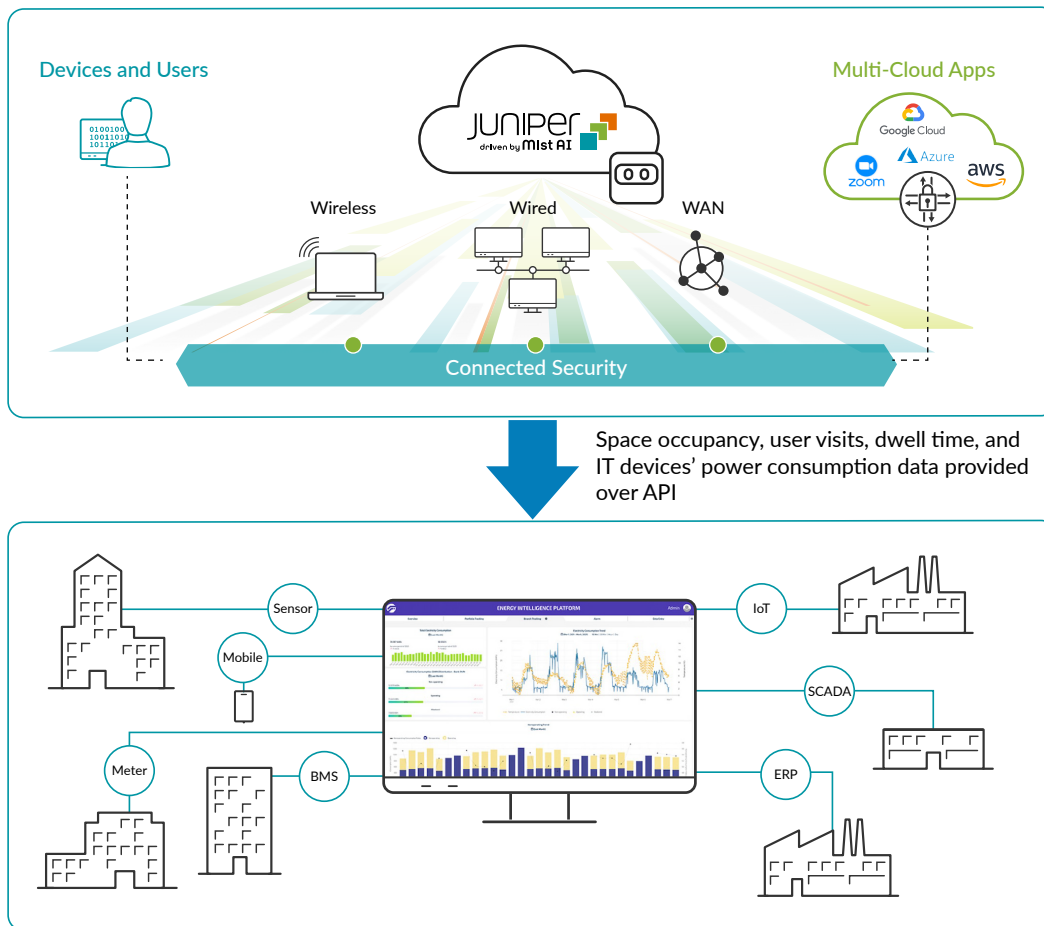 Devices and Users
0100100
10011010
10110
JUNIPER
driven by Mist AI
Multi-Cloud Apps
Google Cloud
Azure
zoom
aws
Wireless
Wired
WAN
Connected Security
Space occupancy, user visits, dwell time, and
IT devices’ power consumption data provided
over API
Sensor
Mobile
Meter
BMS
ENERGY INTELLIGENCE PLATFORM
IoT
SCADA
ERP